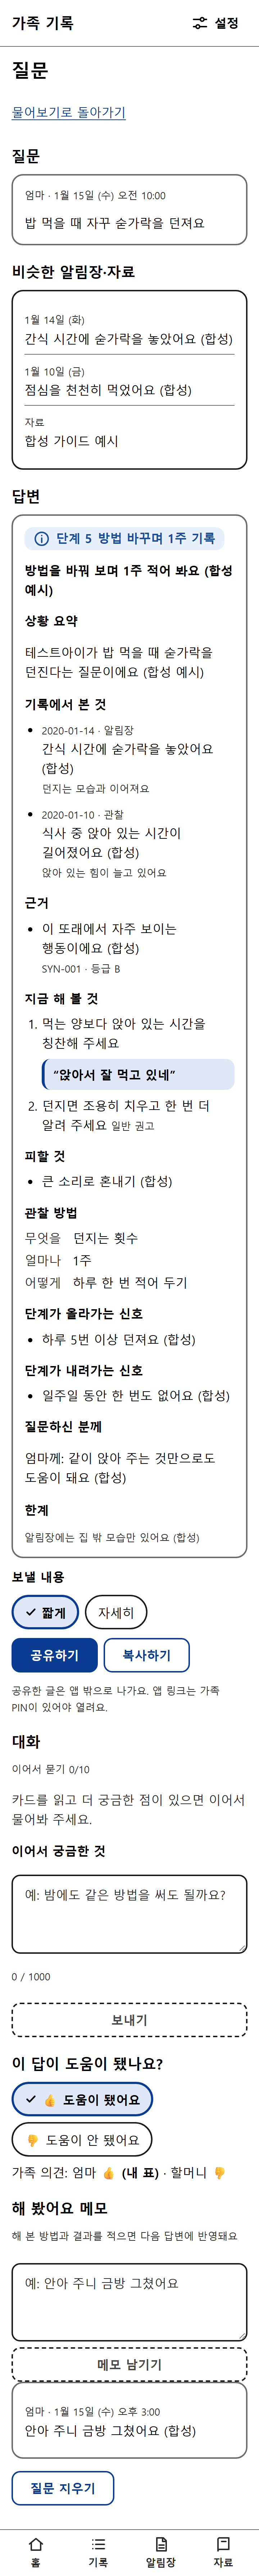 가족 기록
설정
질문
물어보기로 돌아가기
질문
엄마 · 1월 15일 (수) 오전 10:00
밥 먹을 때 자꾸 숟가락을 던져요
비슷한 알림장·자료
1월 14일 (화)
간식 시간에 숟가락을 놓았어요 (합성)
1월 10일 (금)
점심을 천천히 먹었어요 (합성)
자료
합성 가이드 예시
답변
단계 5 방법 바꾸며 1주 기록
방법을 바꿔 보며 1주 적어 봐요 (합성
예시)
상황 요약
테스트아이가 밥 먹을 때 숟가락을
던진다는 질문이에요 (합성 예시)
기록에서 본 것
• 2020-01-14 · 알림장
간식 시간에 숟가락을 놓았어요
(합성)
던지는 모습과 이어져요
• 2020-01-10 · 관찰
식사 중 앉아 있는 시간이
길어졌어요 (합성)
앉아 있는 힘이 늘고 있어요
근거
• 이 또래에서 자주 보이는
행동이에요 (합성)
SYN-001 · 등급 B
지금 해 볼 것
1. 먹는 양보다 앉아 있는 시간을
칭찬해 주세요
“앉아서 잘 먹고 있네”
2. 던지면 조용히 치우고 한 번 더
알려 주세요 일반 권고
피할 것
• 큰 소리로 혼내기 (합성)
관찰 방법
무엇을 던지는 횟수
얼마나 1주
어떻게 하루 한 번 적어 두기
단계가 올라가는 신호
• 하루 5번 이상 던져요 (합성)
단계가 내려가는 신호
• 일주일 동안 한 번도 없어요 (합성)
질문하신 분께
엄마께: 같이 앉아 주는 것만으로도
도움이 돼요 (합성)
한계
알림장에는 집 밖 모습만 있어요 (합성)
보낼 내용
짧게
자세히
공유하기
복사하기
공유한 글은 앱 밖으로 나가요. 앱 링크는 가족
PIN이 있어야 열려요.
대화
이어서 묻기 0/10
카드를 읽고 더 궁금한 점이 있으면 이어서
물어봐 주세요.
이어서 궁금한 것
예: 밤에도 같은 방법을 써도 될까요?
0 / 1000
보내기
이 답이 도움이 됐나요?
👍 도움이 됐어요
👎 도움이 안 됐어요
가족 의견: 엄마 👍 (내 표) · 할머니 👎
해 봤어요 메모
해 본 방법과 결과를 적으면 다음 답변에 반영돼요
예: 안아 주니 금방 그쳤어요
메모 남기기
엄마 · 1월 15일 (수) 오후 3:00
안아 주니 금방 그쳤어요 (합성)
질문 지우기
홈
기록
알림장
자료